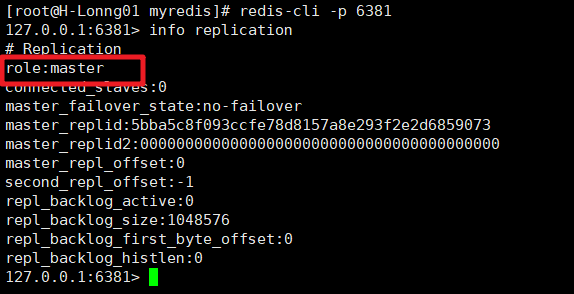 [root@H-Lonng01 myredis]# redis-cli -p 6381
127.0.0.1:6381> info replication
# Replication
role:master
connected_slaves:0
master_failover_state:no-failover
master_replid:5bba5c8f093ccfe78d8157a8e293f2e2d6859073
master_replid2:0000000000000000000000000000000000000000
master_repl_offset:0
second_repl_offset:-1
repl_backlog_active:0
repl_backlog_size:1048576
repl_backlog_first_byte_offset:0
repl_backlog_histlen:0
127.0.0.1:6381>